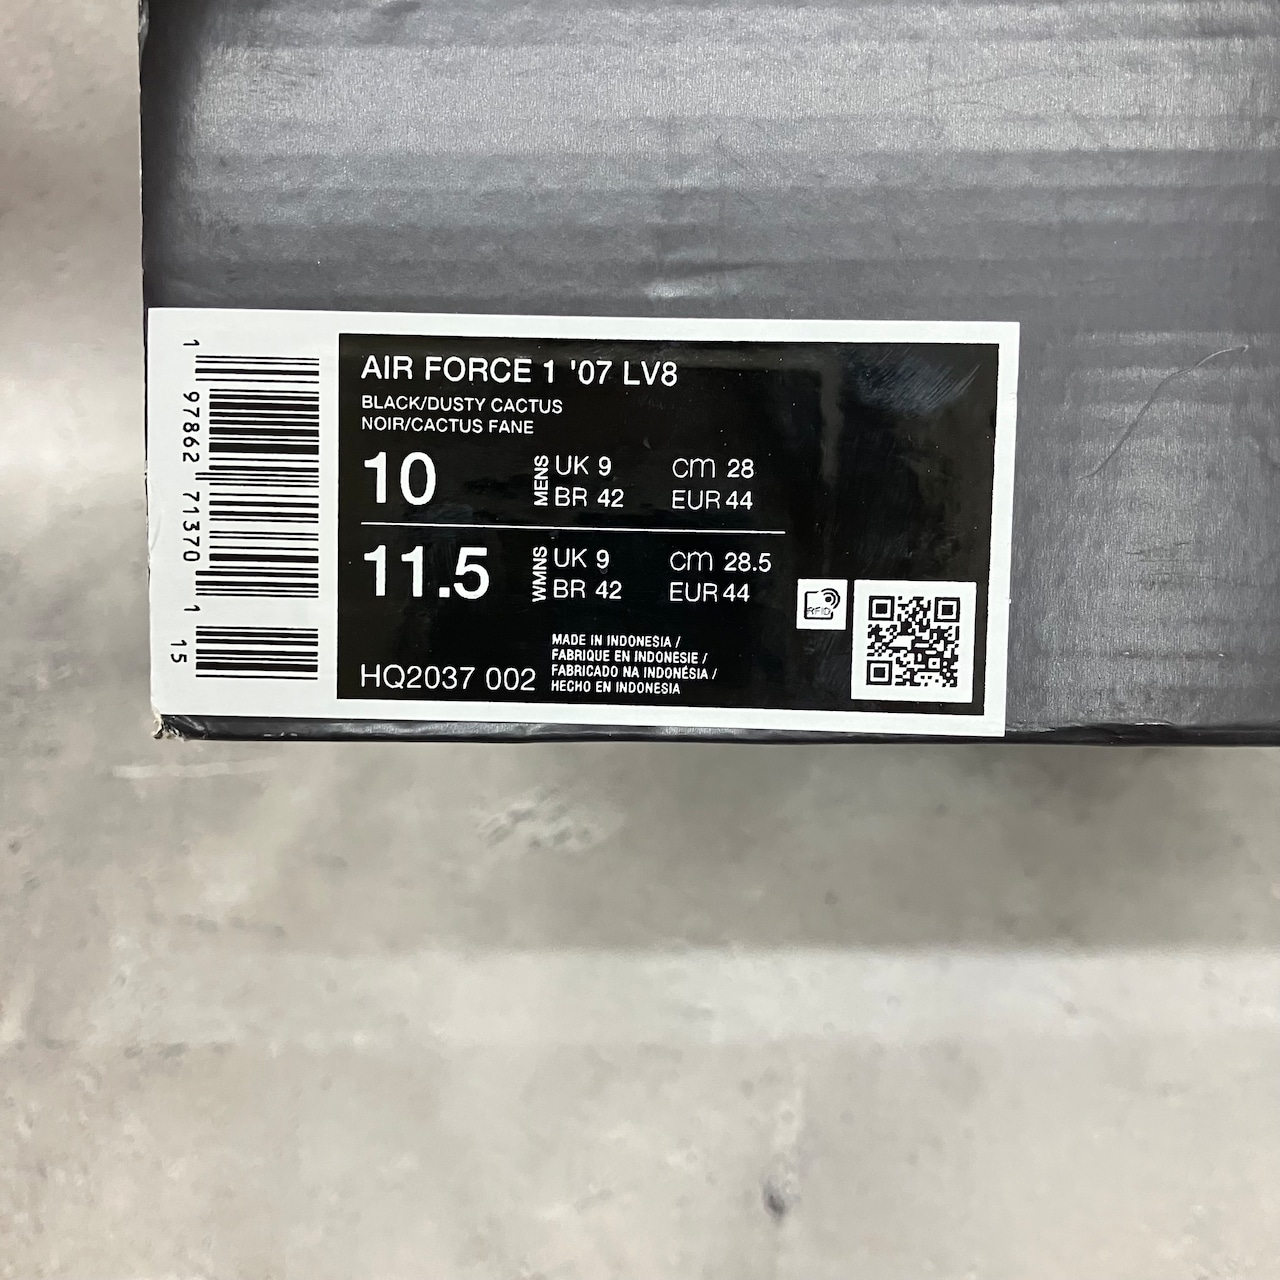 AIR FORCE 1 '07 LV8
BLACK/DUSTY CACTUS
NOIR/CACTUS FANE
10 MENS UK 9 cm 28
BR 42 EUR 44
11.5 WMNS UK 9 cm 28.5
BR 42 EUR 44
MADE IN INDONESIA /
FABRIQUE EN INDONESIE /
FABRICADO NA INDONÉSIA /
HECHO EN INDONESIA
HQ2037 002
RFID
1 97862 71370 1 15